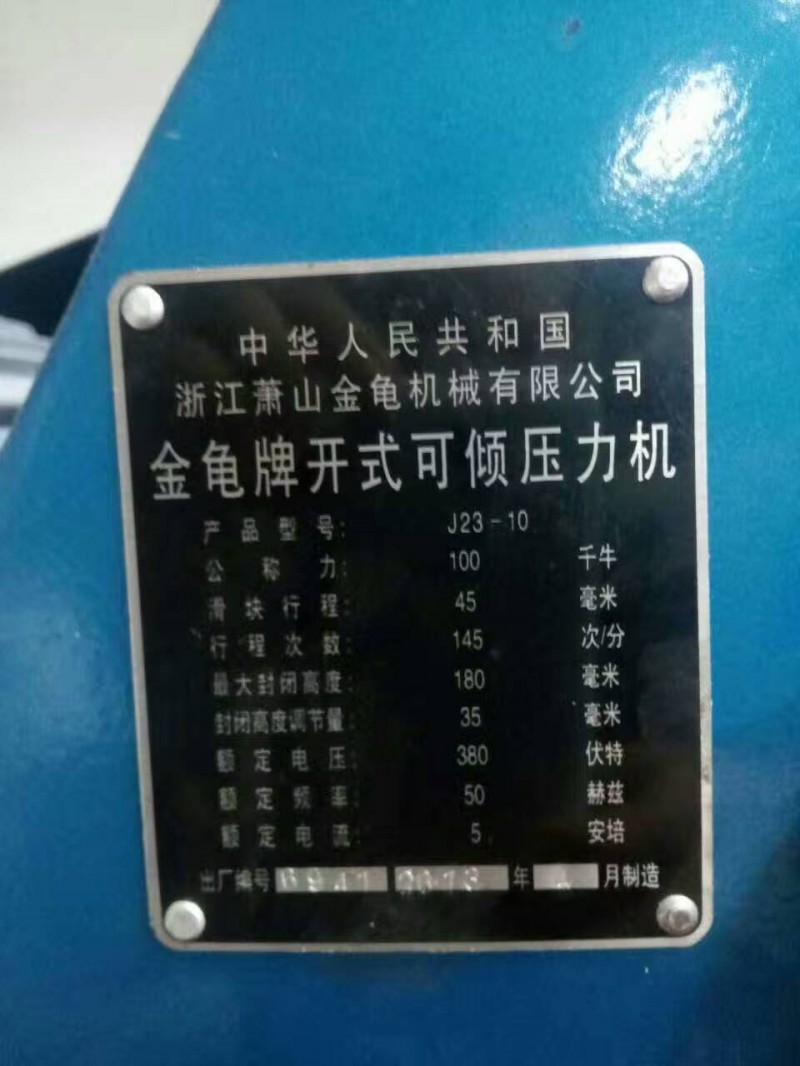 中华人民共和国
浙江萧山金龟机械有限公司
金龟牌开式可倾压力机
产品型号: J23-10
公称力: 100 千牛
滑块行程: 45 毫米
行程次数: 145 次/分
最大封闭高度: 180 毫米
封闭高度调节量: 35 毫米
额定电压: 380 伏特
额定频率: 50 赫兹
额定电流: 5 安培
出厂编号 年 月制造